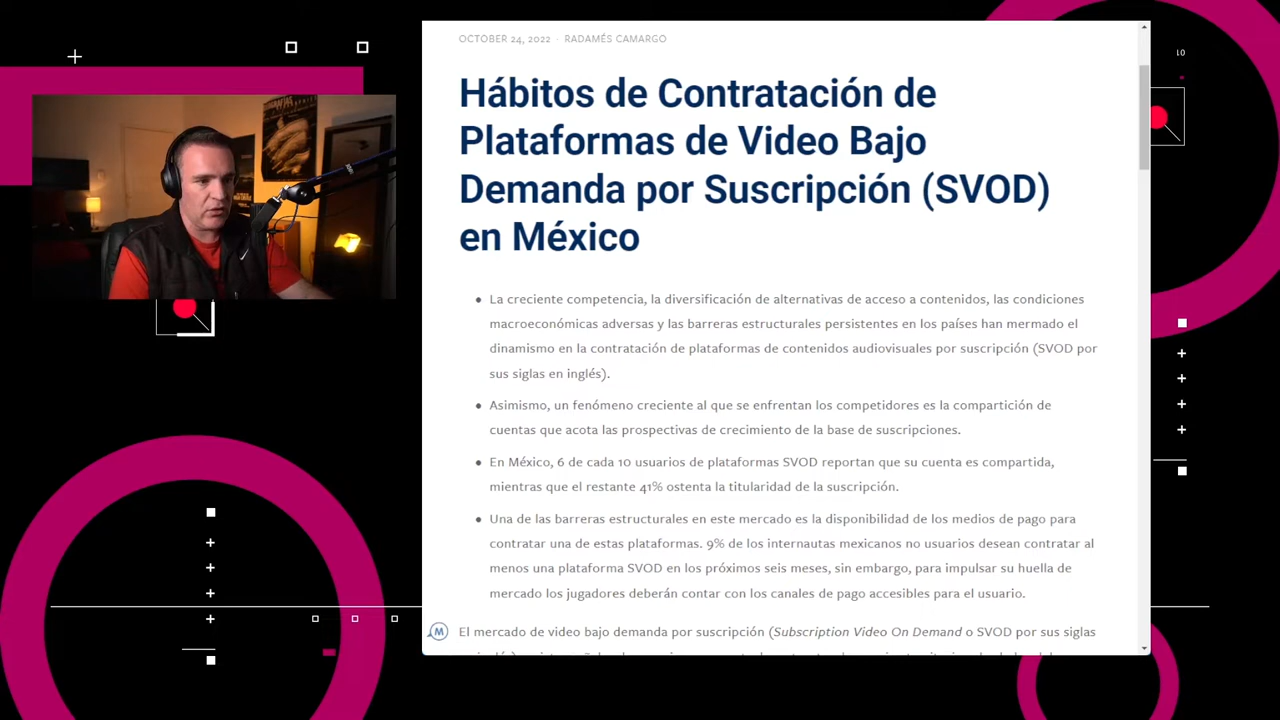 OCTOBER 24, 2022 · RADAMÉS CAMARGO
Hábitos de Contratación de
Plataformas de Video Bajo
Demanda por Suscripción (SVOD)
en México
• La creciente competencia, la diversificación de alternativas de acceso a contenidos, las condiciones
macroeconómicas adversas y las barreras estructurales persistentes en los países han mermado el
dinamismo en la contratación de plataformas de contenidos audiovisuales por suscripción (SVOD por
sus siglas en inglés).
• Asimismo, un fenómeno creciente al que se enfrentan los competidores es la compartición de
cuentas que acota las prospectivas de crecimiento de la base de suscripciones.
• En México, 6 de cada 10 usuarios de plataformas SVOD reportan que su cuenta es compartida,
mientras que el restante 41% ostenta la titularidad de la suscripción.
• Una de las barreras estructurales en este mercado es la disponibilidad de los medios de pago para
contratar una de estas plataformas. 9% de los internautas mexicanos no usuarios desean contratar al
menos una plataforma SVOD en los próximos seis meses, sin embargo, para impulsar su huella de
mercado los jugadores deberán contar con los canales de pago accesibles para el usuario.
M
El mercado de video bajo demanda por suscripción (Subscription Video On Demand o SVOD por sus siglas
10